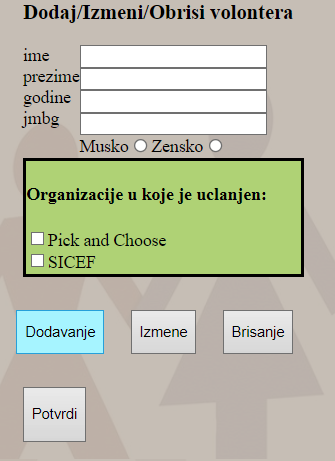 Dodaj/Izmeni/Obrisi volontera
ime
prezime
godine
jmbg
Musko Zensko
Organizacije u koje je uclanjen:
Pick and Choose
SICEF
Dodavanje Izmene Brisanje
Potvrdi